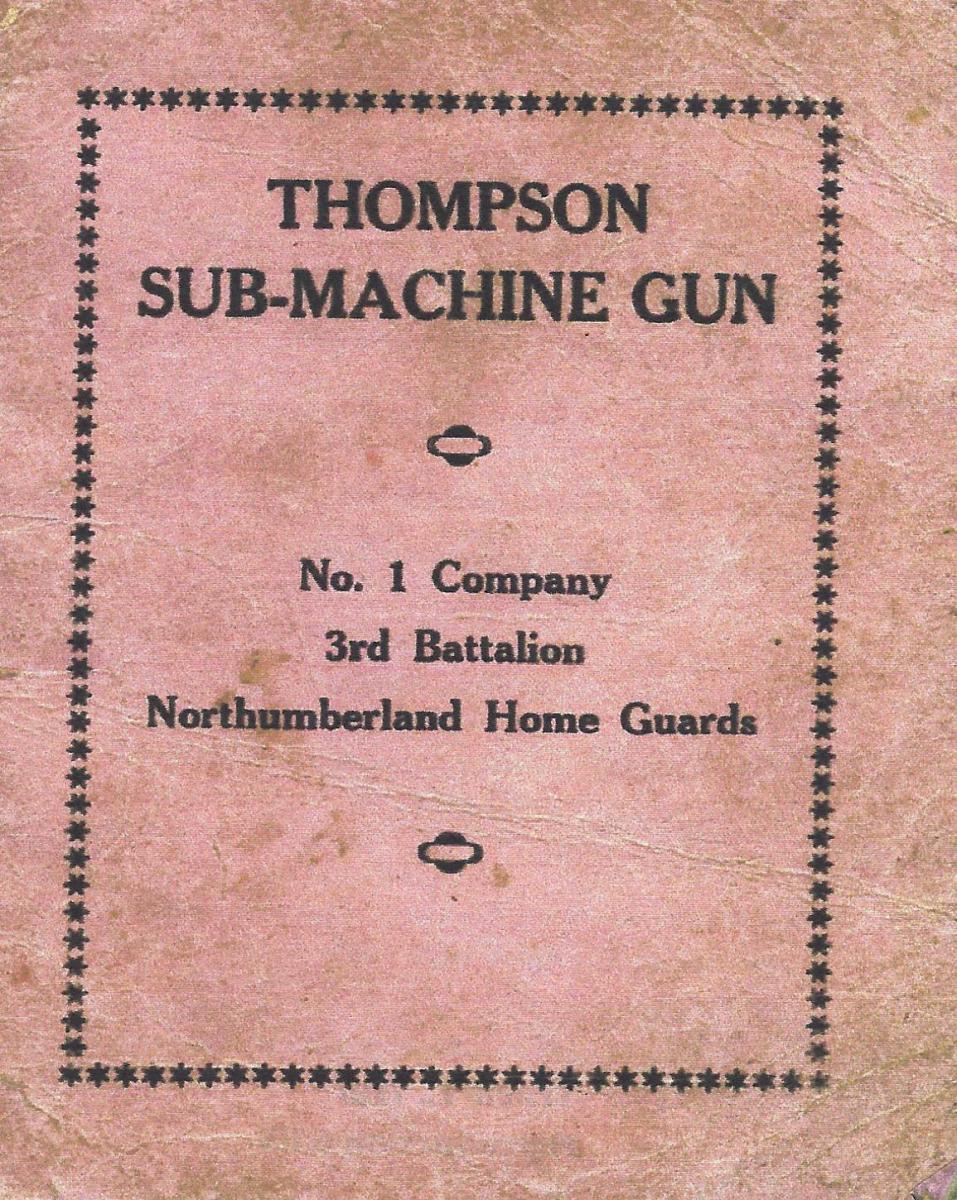 THOMPSON
SUB-MACHINE GUN
No. 1 Company
3rd Battalion
Northumberland Home Guards